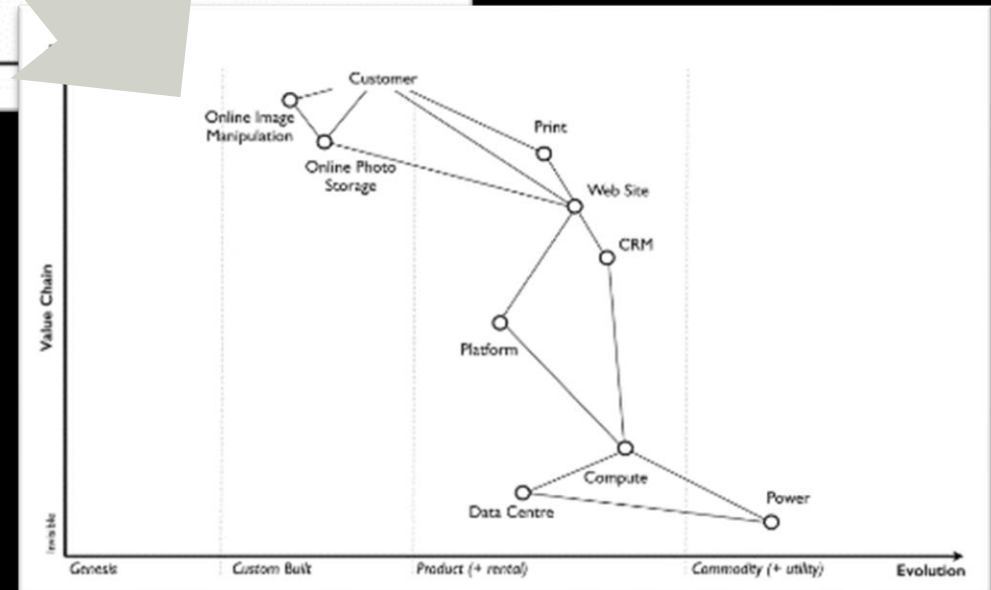 Customer
Online Image
Manipulation
Print
Online Photo
Storage
Web Site
CRM
Value Chain
Platform
Compute
Power
Data Centre
Invisible
Genesis
Custom Built
Product (+ rental)
Commodity (+ utility)
Evolution